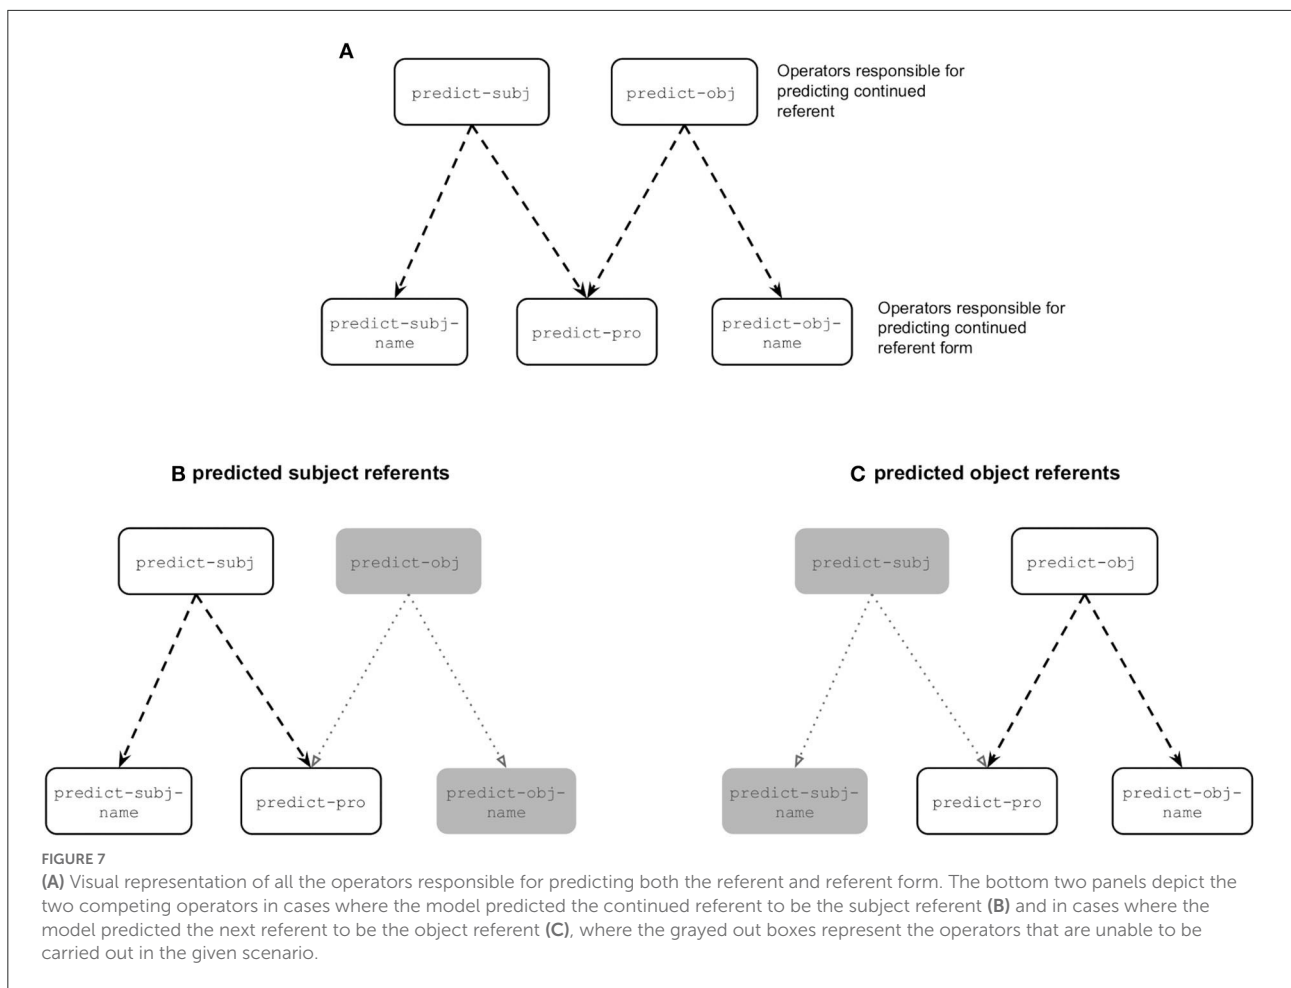 A
predict-subj
predict-obj
Operators responsible for
predicting continued
referent
predict-subj-
name
predict-pro
predict-obj-
name
Operators responsible for
predicting continued
referent form
B predicted subject referents
predict-subj
predict-obj
predict-subj-
name
predict-pro
predict-obj-
name
C predicted object referents
predict-subj
predict-obj
predict-subj-
name
predict-pro
predict-obj-
name
FIGURE 7
(A) Visual representation of all the operators responsible for predicting both the referent and referent form. The bottom two panels depict the
two competing operators in cases where the model predicted the continued referent to be the subject referent (B) and in cases where the
model predicted the next referent to be the object referent (C), where the grayed out boxes represent the operators that are unable to be
carried out in the given scenario.